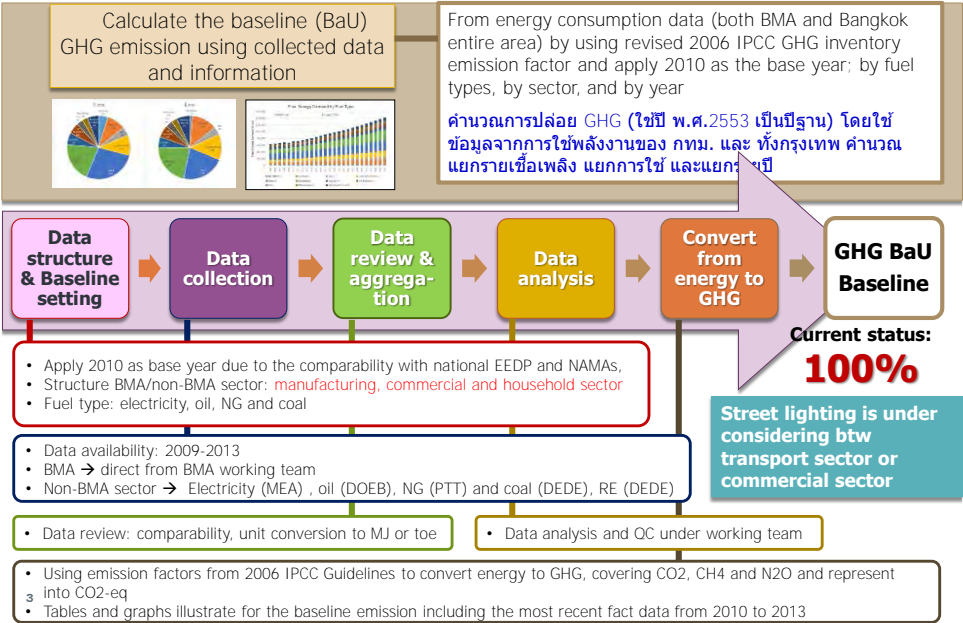 Calculate the baseline (BaU)
GHG emission using collected data
and information
From energy consumption data (both BMA and Bangkok
entire area) by using revised 2006 IPCC GHG inventory
emission factor and apply 2010 as the base year; by fuel
types, by sector, and by year
คำนวณการปล่อย GHG (ใช้ปี พ.ศ.2553 เป็นปีฐาน) โดยใช้
ข้อมูลจากการใช้พลังงานของ กทม. และ ทั้งกรุงเทพ คำนวณ
แยกรายเชื้อเพลิง แยกการใช้ และแยกรายปี
Data
structure
& Baseline
setting
Data
collection
Data
review &
aggrega-
tion
Data
analysis
Convert
from
energy to
GHG
GHG BaU
Baseline
Current status:
100%
Street lighting is under
considering btw
transport sector or
commercial sector
• Apply 2010 as base year due to the comparability with national EEDP and NAMAs,
• Structure BMA/non-BMA sector: manufacturing, commercial and household sector
• Fuel type: electricity, oil, NG and coal
• Data availability: 2009-2013
• BMA → direct from BMA working team
• Non-BMA sector → Electricity (MEA) , oil (DOEB), NG (PTT) and coal (DEDE), RE (DEDE)
• Data review: comparability, unit conversion to MJ or toe
• Data analysis and QC under working team
• Using emission factors from 2006 IPCC Guidelines to convert energy to GHG, covering CO2, CH4 and N2O and represent
into CO2-eq
• Tables and graphs illustrate for the baseline emission including the most recent fact data from 2010 to 2013
3